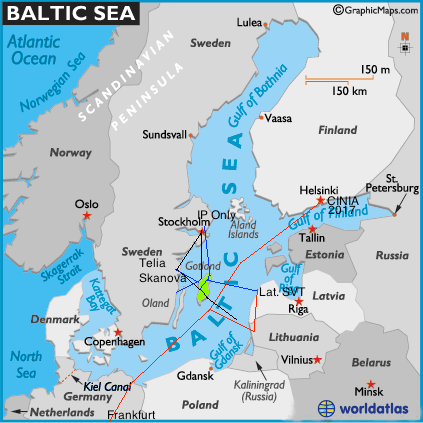 BALTIC SEA
©GraphicMaps.com
Lulea
Atlantic
Ocean
Sweden
N
Norwegian Sea
SCANDINAVIAN
PENINSULA
Gulf of Bothnia
150 m
150 km
Vaasa
Sundsvall
Finland
Norway
Helsinki
St.
Petersburg
CINIA
2017
Oslo
IP Only
Stockholm
Aland
Islands
Gulf of Finland
Tallin
Skagerrak
Strait
Sweden
Telia
Skanova
Gotland
Estonia
Russia
Kattegat
Bay
Oland
Gulf
of
Riga
Lat. SVT
Latvia
Riga
BALTIC SEA
Denmark
Copenhagen
Lithuania
North
Sea
Gulf of
Gdansk
Vilnius
Belarus
Kiel Canal
Gdansk
Kaliningrad
(Russia)
Minsk
Germany
Netherlands
Frankfurt
Poland
worldatlas